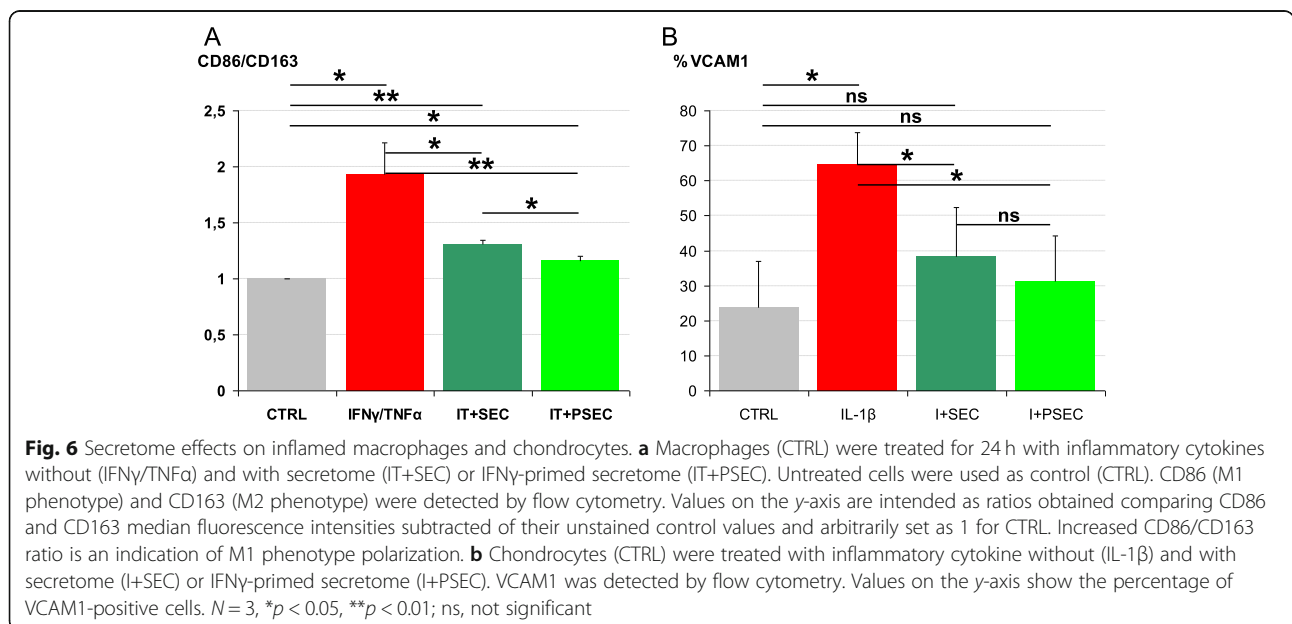 A
CD86/CD163
*
**
*
*
**
*
2,5
2
1,5
1
0,5
0
CTRL IFNγ/TNFα IT+SEC IT+PSEC
B
% VCAM1
*
ns
ns
*
*
ns
80
70
60
50
40
30
20
10
0
CTRL IL-1β I+SEC I+PSEC
Fig. 6 Secretome effects on inflamed macrophages and chondrocytes. a Macrophages (CTRL) were treated for 24 h with inflammatory cytokines
without (IFNγ/TNFα) and with secretome (IT+SEC) or IFNγ-primed secretome (IT+PSEC). Untreated cells were used as control (CTRL). CD86 (M1
phenotype) and CD163 (M2 phenotype) were detected by flow cytometry. Values on the y-axis are intended as ratios obtained comparing CD86
and CD163 median fluorescence intensities subtracted of their unstained control values and arbitrarily set as 1 for CTRL. Increased CD86/CD163
ratio is an indication of M1 phenotype polarization. b Chondrocytes (CTRL) were treated with inflammatory cytokine without (IL-1β) and with
secretome (I+SEC) or IFNγ-primed secretome (I+PSEC). VCAM1 was detected by flow cytometry. Values on the y-axis show the percentage of
VCAM1-positive cells. N = 3, *p < 0.05, **p < 0.01; ns, not significant